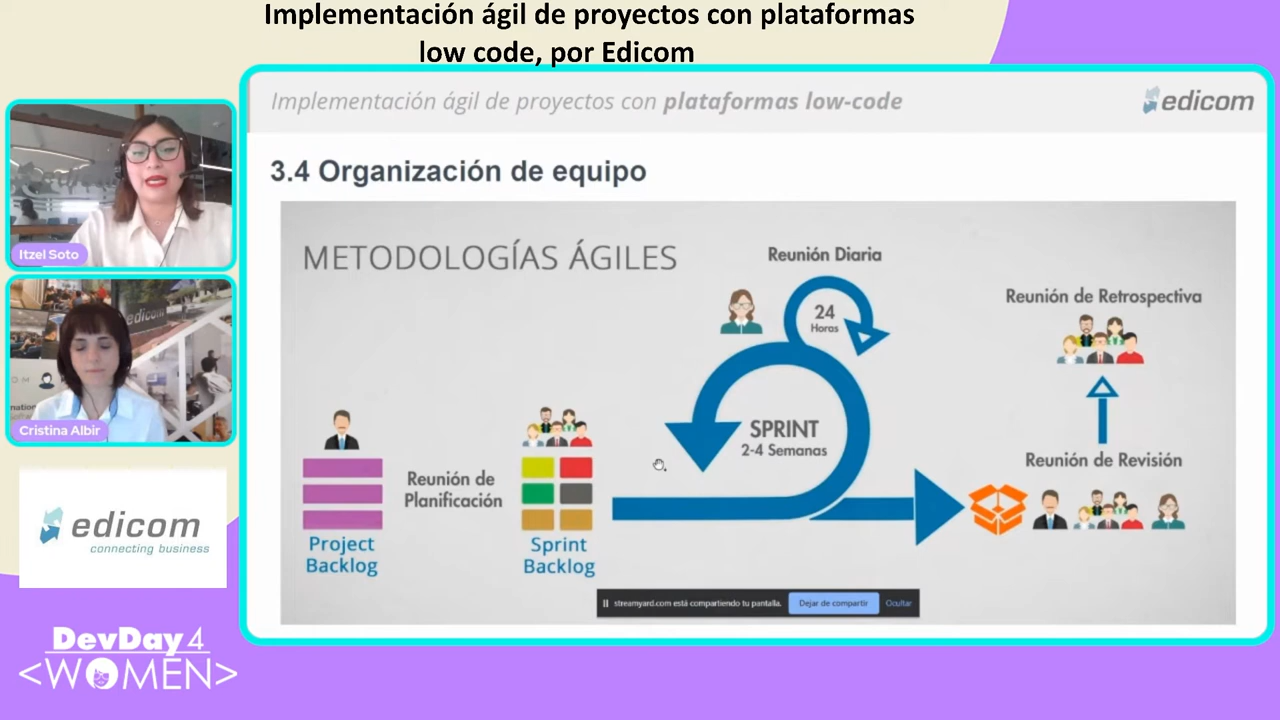 Implementación ágil de proyectos con plataformas
low code, por Edicom
Implementación ágil de proyectos con plataformas low-code
edicom
3.4 Organización de equipo
METODOLOGÍAS ÁGILES
Reunión Diaria
24
Horas
Reunión de Retrospectiva
SPRINT
2-4 Semanas
Reunión de Revisión
Reunión de
Planificación
Project
Backlog
Sprint
Backlog
streamyard.com está compartiendo tu pantalla.
Dejar de compartir
Ocultar
Itzel Soto
edicom
Cristina Albir
edicom
connecting business
DevDay4
<WOMEN>